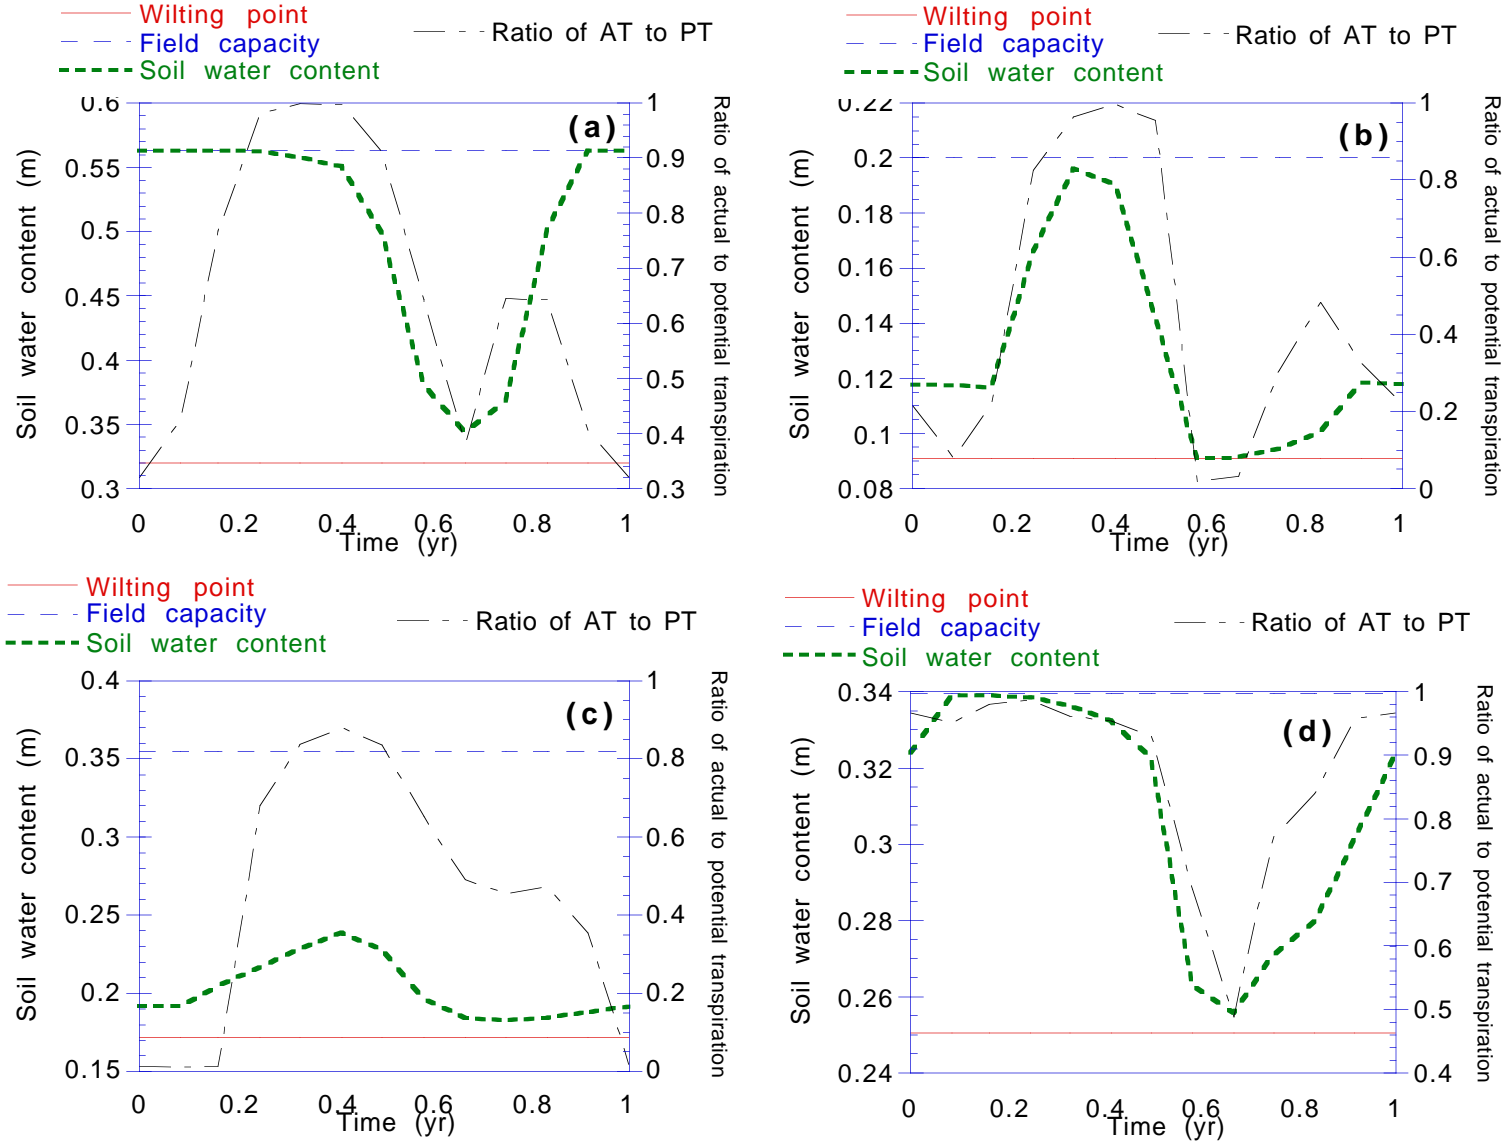 Wilting point
Field capacity
Soil water content
Ratio of AT to PT
(a)
Soil water content (m)
0.6
0.55
0.5
0.45
0.4
0.35
0.3
1
0.9
0.8
0.7
0.6
0.5
0.4
0.3
Ratio of actual to potential transpiration
0 0.2 0.4 0.6 0.8 1
Time (yr)
Wilting point
Field capacity
Soil water content
Ratio of AT to PT
(b)
Soil water content (m)
0.22
0.2
0.18
0.16
0.14
0.12
0.1
0.08
1
0.8
0.6
0.4
0.2
0
Ratio of actual to potential transpiration
0 0.2 0.4 0.6 0.8 1
Time (yr)
Wilting point
Field capacity
Soil water content
Ratio of AT to PT
(c)
Soil water content (m)
0.4
0.35
0.3
0.25
0.2
0.15
1
0.8
0.6
0.4
0.2
0
Ratio of actual to potential transpiration
0 0.2 0.4 0.6 0.8 1
Time (yr)
Wilting point
Field capacity
Soil water content
Ratio of AT to PT
(d)
Soil water content (m)
0.34
0.32
0.3
0.28
0.26
0.24
1
0.9
0.8
0.7
0.6
0.5
0.4
Ratio of actual to potential transpiration
0 0.2 0.4 0.6 0.8 1
Time (yr)